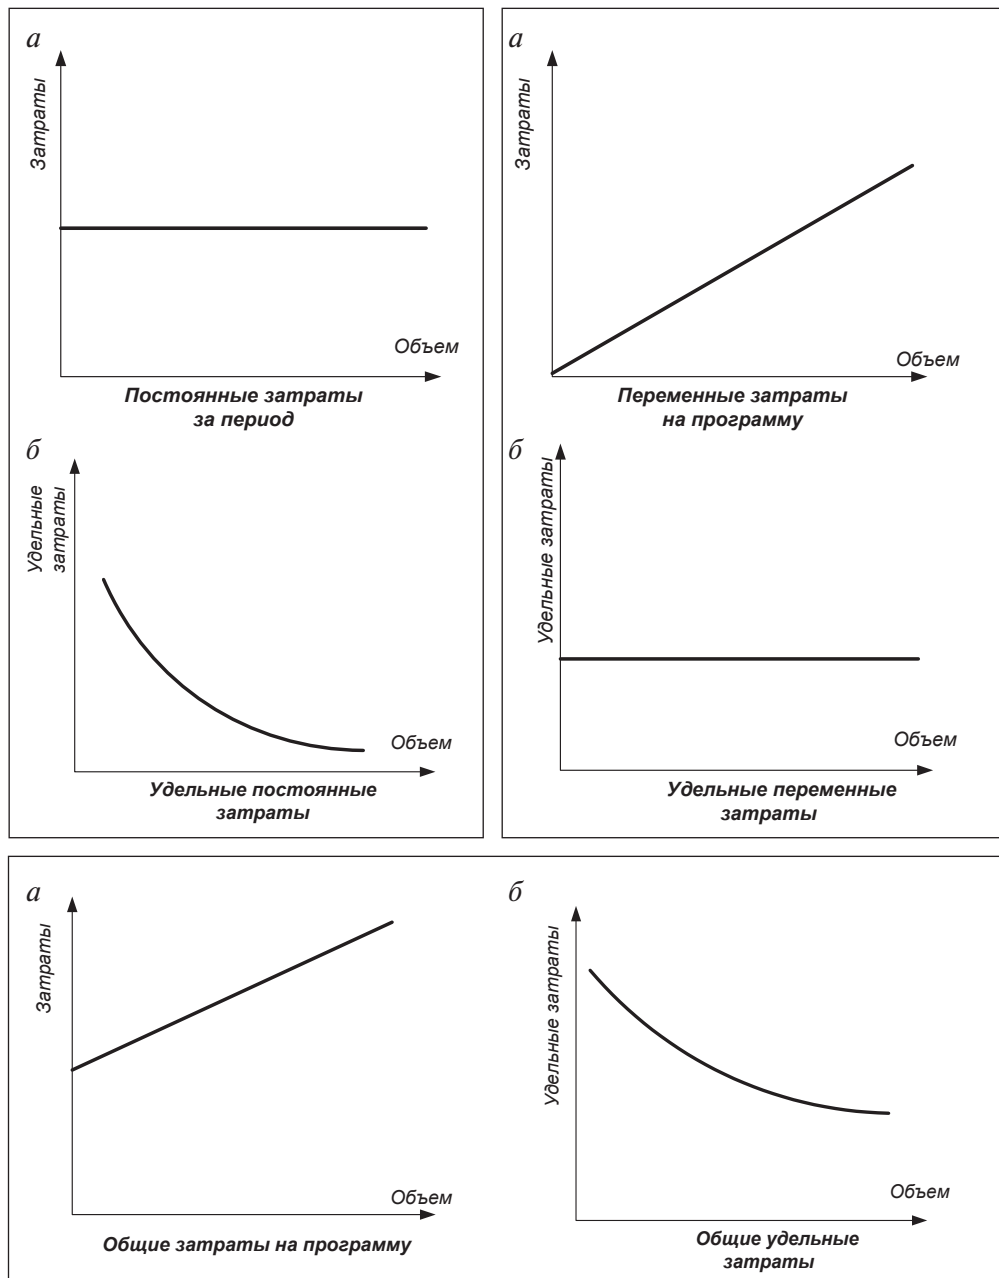 а
Затраты
Объем
Постоянные затраты
за период
б
Удельные
затраты
Объем
Удельные постоянные
затраты
а
Затраты
Объем
Переменные затраты
на программу
б
Удельные затраты
Объем
Удельные переменные
затраты
а
Затраты
Объем
Общие затраты на программу
б
Удельные затраты
Объем
Общие удельные
затраты